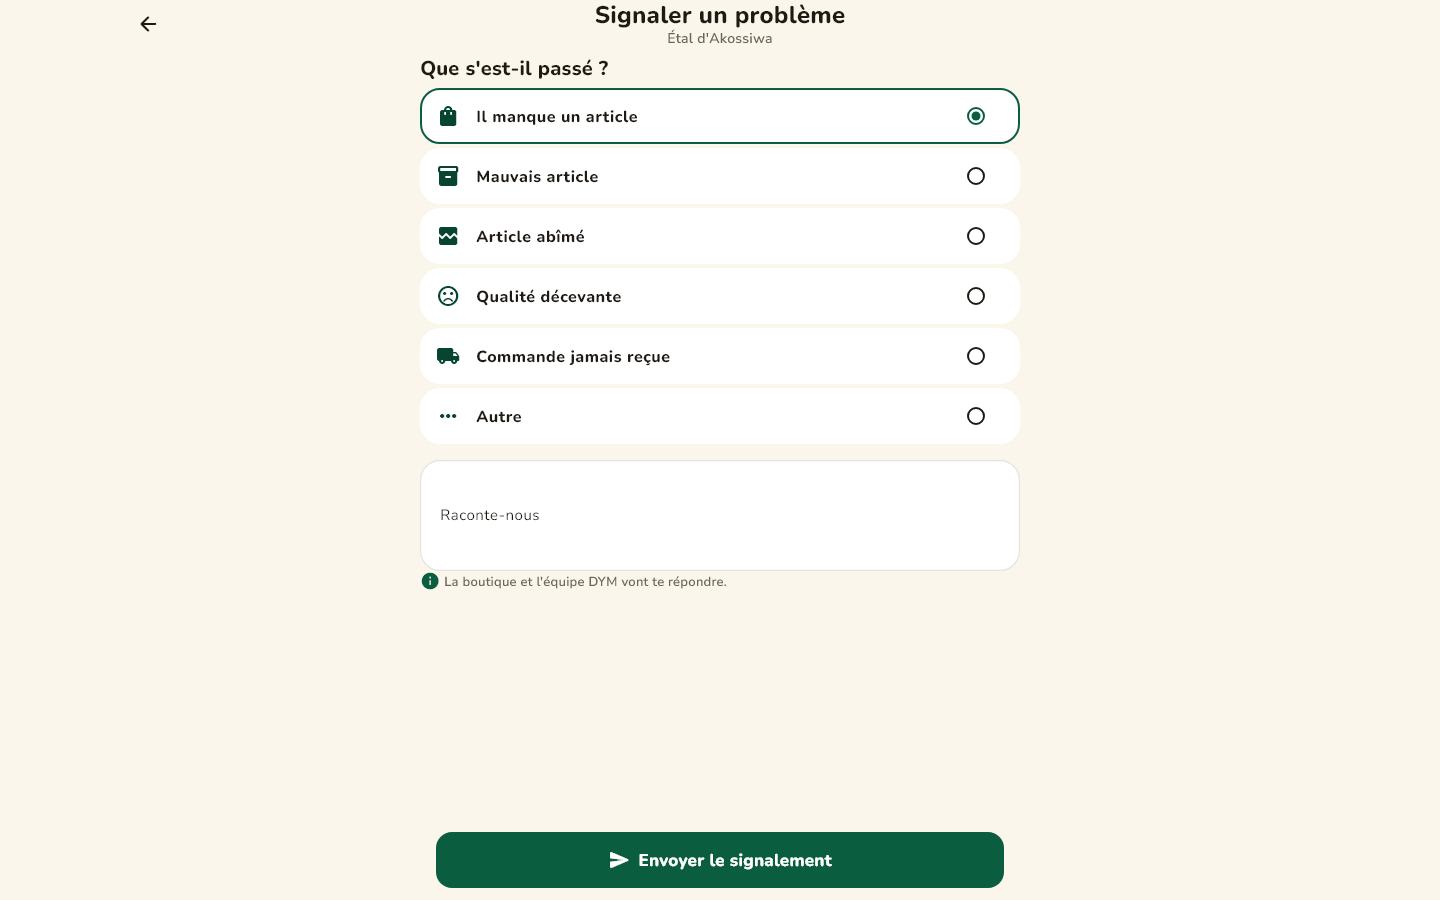 Signaler un problème
Étal d'Akossiwa
Que s'est-il passé ?
Il manque un article
Mauvais article
Article abîmé
Qualité décevante
Commande jamais reçue
Autre
Raconte-nous
La boutique et l'équipe DYM vont te répondre.
Envoyer le signalement